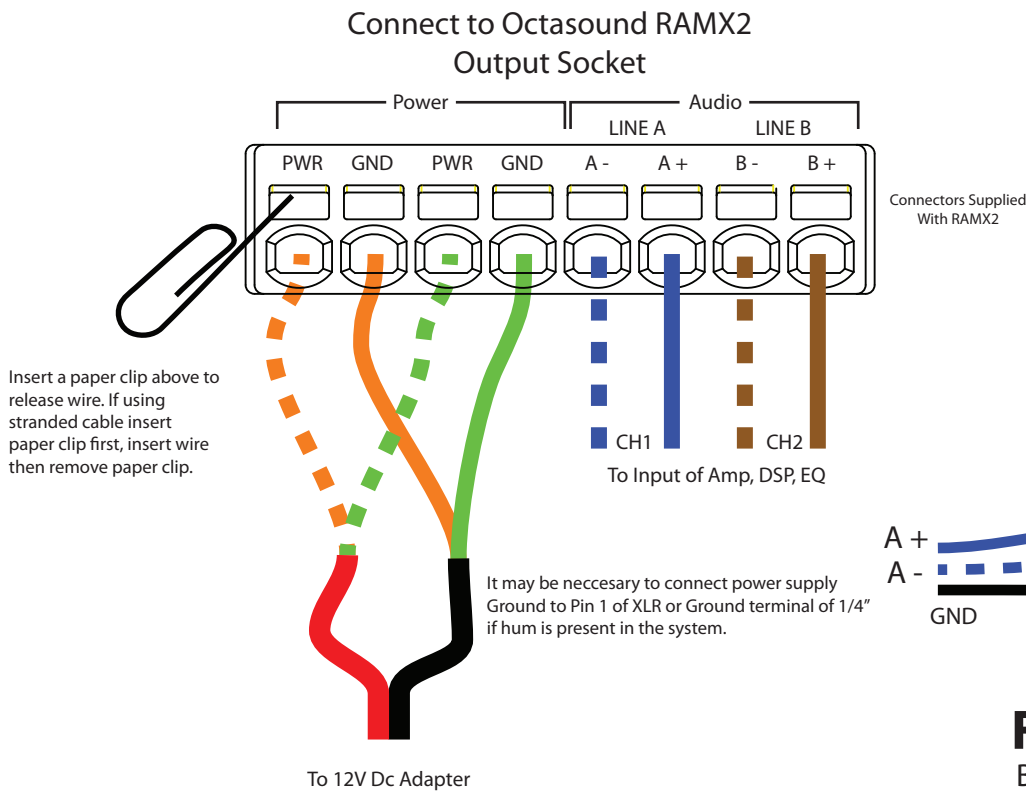 Connect to Octasound RAMX2
Output Socket
Power
Audio
LINE A
LINE B
PWR
GND
PWR
GND
A -
A +
B -
B +
Connectors Supplied
With RAMX2
Insert a paper clip above to
release wire. If using
stranded cable insert
paper clip first, insert wire
then remove paper clip.
CH1
CH2
To Input of Amp, DSP, EQ
It may be neccesary to connect power supply
Ground to Pin 1 of XLR or Ground terminal of 1/4”
if hum is present in the system.
A +
A -
GND
To 12V Dc Adapter